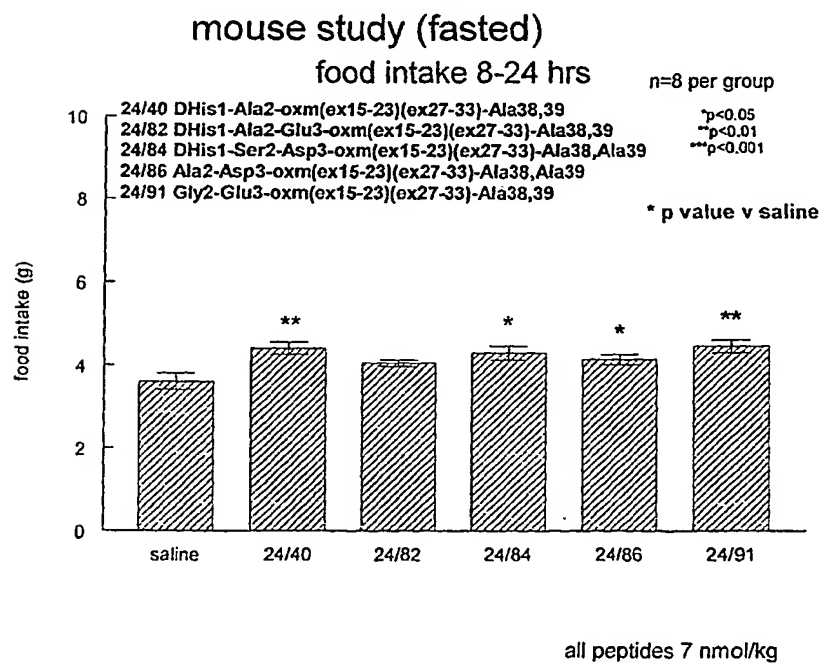 mouse study (fasted)
food intake 8-24 hrs
n=8 per group
*p<0.05
**p<0.01
***p<0.001
24/40 DHis1-Ala2-oxm(ex15-23)(ex27-33)-Ala38,39
24/82 DHis1-Ala2-Glu3-oxm(ex15-23)(ex27-33)-Ala38,39
24/84 DHis1-Ser2-Asp3-oxm(ex15-23)(ex27-33)-Ala38,Ala39
24/86 Ala2-Asp3-oxm(ex15-23)(ex27-33)-Ala38,Ala39
24/91 Gly2-Glu3-oxm(ex15-23)(ex27-33)-Ala38,39
* p value v saline
food intake (g)
10
8
6
4
2
0
** * * **
saline 24/40 24/82 24/84 24/86 24/91
all peptides 7 nmol/kg